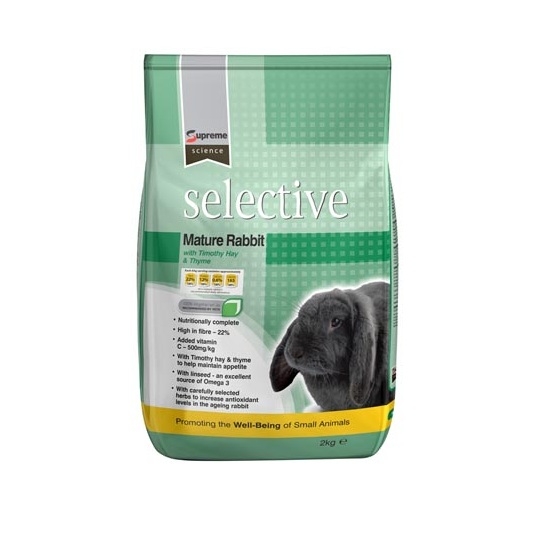 Supreme
science
selective
Mature Rabbit
with Timothy Hay
& Thyme
22%
• Nutritionally complete
• High in fibre – 22%
• Added vitamin
C – 500mg/kg
• With Timothy hay & thyme
to help maintain appetite
• With linseed - an excellent
source of Omega 3
• With carefully selected
herbs to increase antioxidant
levels in the ageing rabbit
Promoting the Well-Being of Small Animals
2kg e